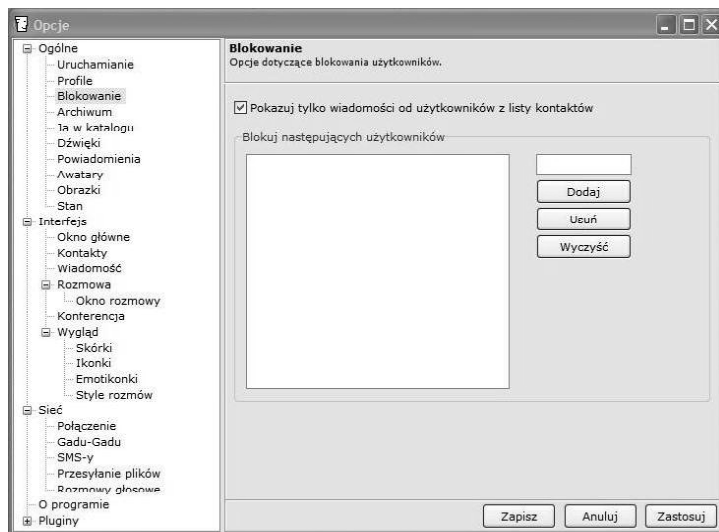 Opcje
Ogólne
Uruchamianie
Profile
Blokowanie
Archiwum
Ja w katalogu
Dźwięki
Powiadomienia
Awatary
Obrazki
Stan
Interfejs
Okno główne
Kontakty
Wiadomość
Rozmowa
Okno rozmowy
Konferencja
Wygląd
Skórki
Ikonki
Emotikonki
Style rozmów
Sieć
Połączenie
Gadu-Gadu
SMS-y
Przesyłanie plików
Rozmowy głosowe
O programie
Pluginy
Blokowanie
Opcje dotyczące blokowania użytkowników.
Pokazuj tylko wiadomości od użytkowników z listy kontaktów
Blokuj następujących użytkowników
Dodaj
Usuń
Wyczyść
Zapisz
Anuluj
Zastosuj